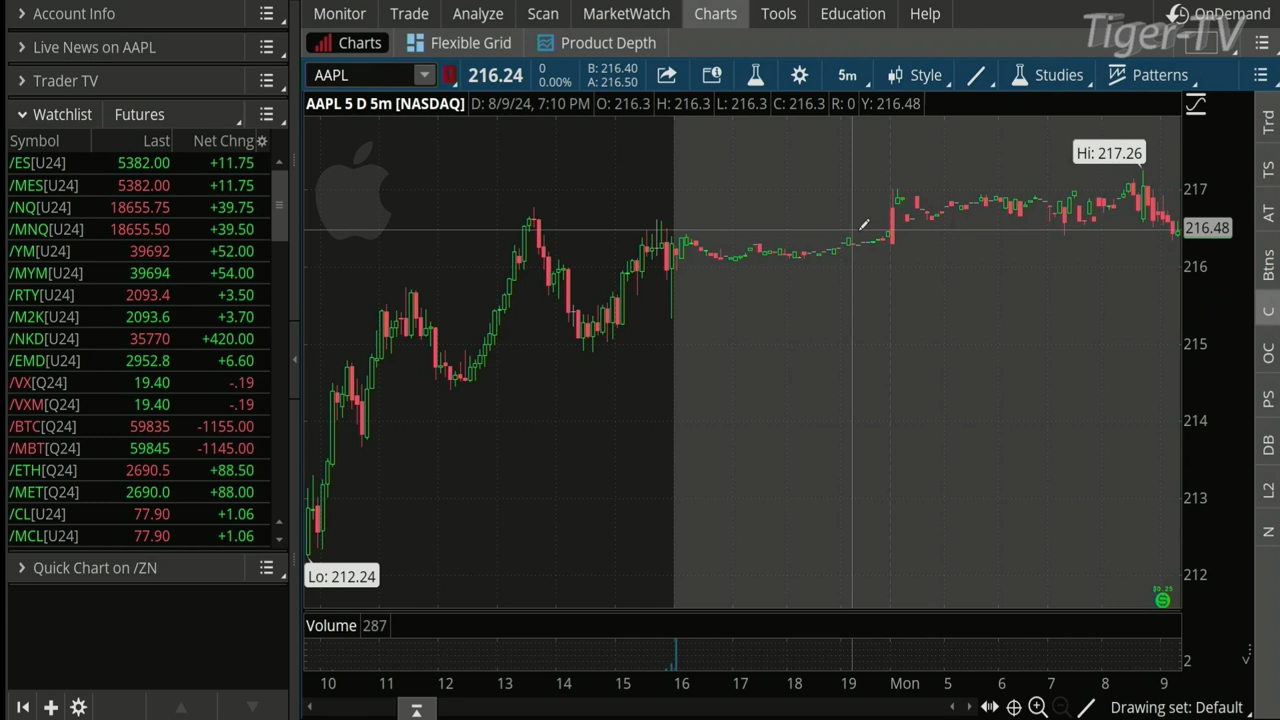 Account Info
Live News on AAPL
Trader TV
Watchlist Futures
Symbol Last Net Chng
/ES[U24] 5382.00 +11.75
/MES[U24] 5382.00 +11.75
/NQ[U24] 18655.75 +39.75
/MNQ[U24] 18655.50 +39.50
/YM[U24] 39692 +52.00
/MYM[U24] 39694 +54.00
/RTY[U24] 2093.4 +3.50
/M2K[U24] 2093.6 +3.70
/NKD[U24] 35770 +420.00
/EMD[U24] 2952.8 +6.60
/VX[Q24] 19.40 -.19
/VXM[Q24] 19.40 -.19
/BTC[Q24] 59835 -1155.00
/MBT[Q24] 59845 -1145.00
/ETH[Q24] 2690.5 +88.50
/MET[Q24] 2690.0 +88.00
/CL[U24] 77.90 +1.06
/MCL[U24] 77.90 +1.06
Quick Chart on /ZN
Monitor Trade Analyze Scan MarketWatch Charts Tools Education Help OnDemand
Tiger-TV
Charts Flexible Grid Product Depth
AAPL 216.24 0 0.00% B: 216.40 A: 216.50 5m Style Studies Patterns
AAPL 5 D 5m [NASDAQ] D: 8/9/24, 7:10 PM O: 216.3 H: 216.3 L: 216.3 C: 216.3 R: 0 Y: 216.48
Hi: 217.26
217
216.48
216
215
214
213
212
Lo: 212.24
$0.25
S
Volume 287
2
10 11 12 13 14 15 16 17 18 19 Mon 5 6 7 8 9
Drawing set: Default
Trd
TS
AT
Btns
C
OC
PS
DB
L2
N